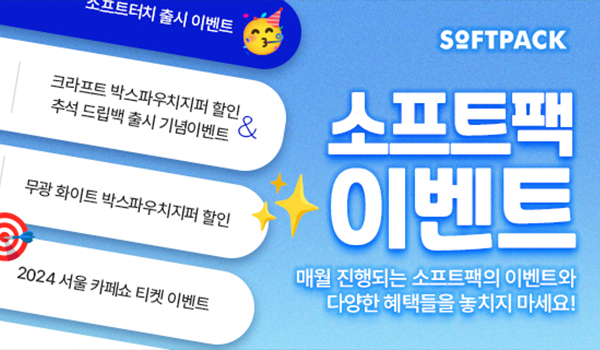 소프트터치 출시 이벤트
크라프트 박스파우치지퍼 할인
추석 드립백 출시 기념이벤트 &
무광 화이트 박스파우치지퍼 할인
2024 서울 카페쇼 티켓 이벤트
SOFTPACK
소프트팩
이벤트
매월 진행되는 소프트팩의 이벤트와
다양한 혜택들을 놓치지 마세요!